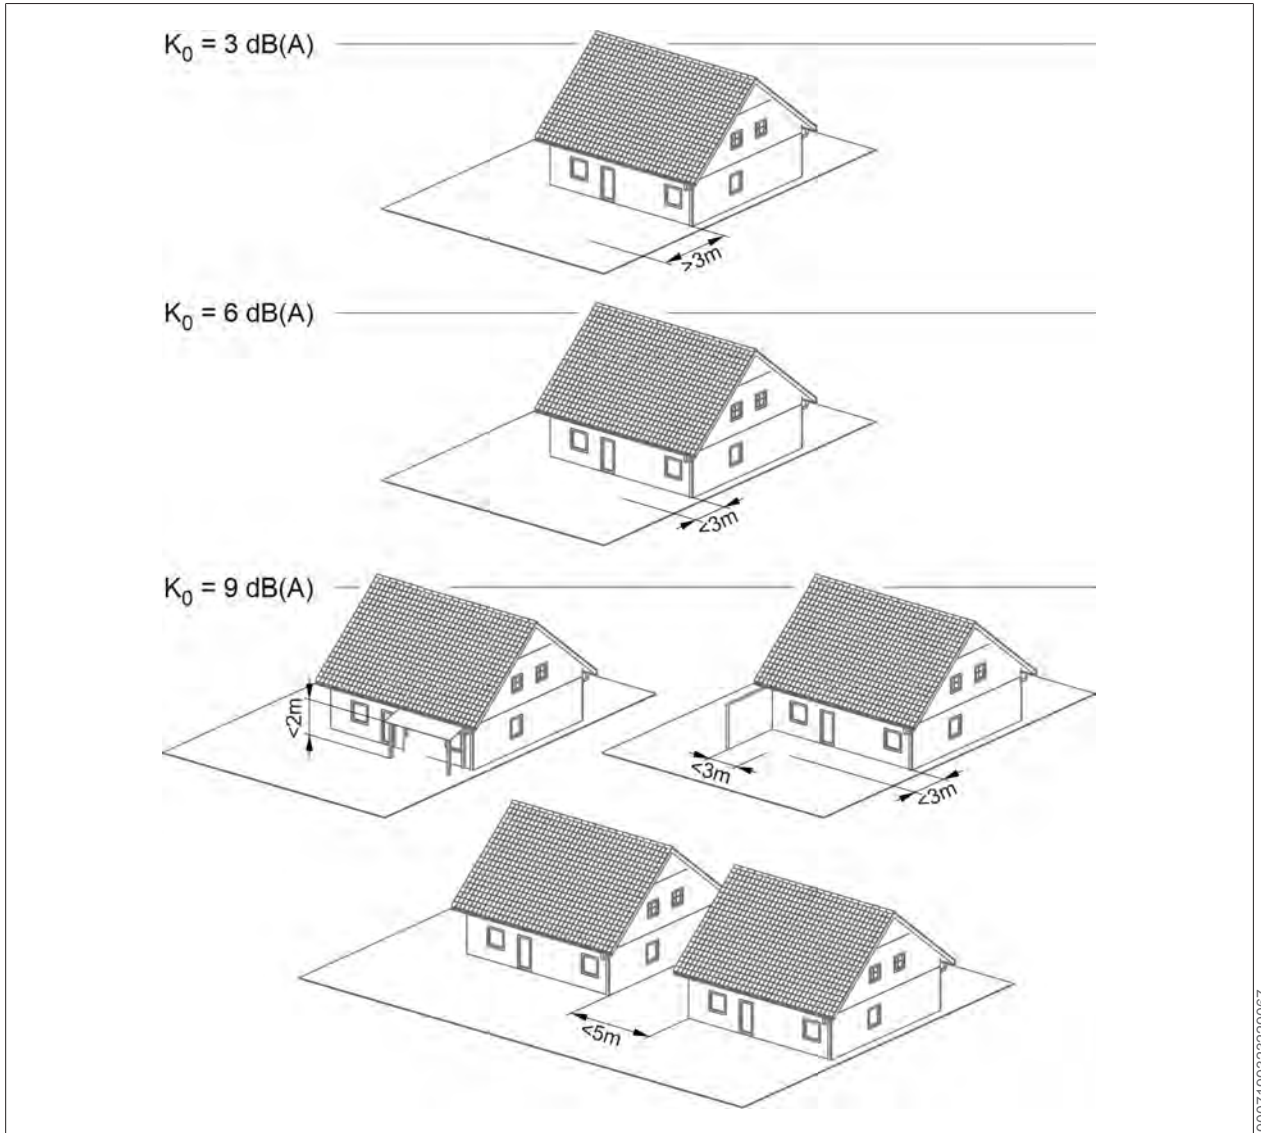 K₀ = 3 dB(A)
>3m
K₀ = 6 dB(A)
<3m
K₀ = 9 dB(A)
<2m
<3m
<3m
<5m